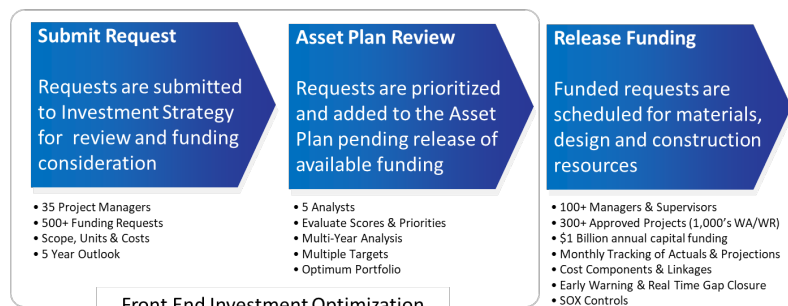 Submit Request
Requests are submitted
to Investment Strategy
for review and funding
consideration
• 35 Project Managers
• 500+ Funding Requests
• Scope, Units & Costs
• 5 Year Outlook
Asset Plan Review
Requests are prioritized
and added to the Asset
Plan pending release of
available funding
• 5 Analysts
• Evaluate Scores & Priorities
• Multi-Year Analysis
• Multiple Targets
• Optimum Portfolio
Release Funding
Funded requests are
scheduled for materials,
design and construction
resources
• 100+ Managers & Supervisors
• 300+ Approved Projects (1,000's WA/WR)
• $1 Billion annual capital funding
• Monthly Tracking of Actuals & Projections
• Cost Components & Linkages
• Early Warning & Real Time Gap Closure
• SOX Controls
Front End Investment Optimization